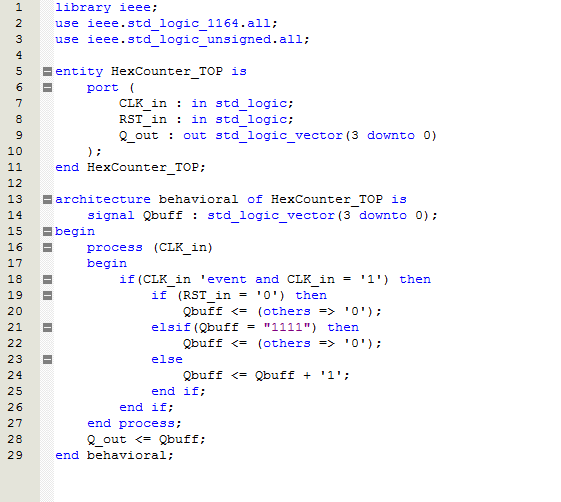 1 library ieee;
2 use ieee.std_logic_1164.all;
3 use ieee.std_logic_unsigned.all;
4
5 entity HexCounter_TOP is
6     port (
7         CLK_in : in std_logic;
8         RST_in : in std_logic;
9         Q_out : out std_logic_vector(3 downto 0)
10     );
11 end HexCounter_TOP;
12
13 architecture behavioral of HexCounter_TOP is
14     signal Qbuff : std_logic_vector(3 downto 0);
15 begin
16     process (CLK_in)
17     begin
18         if(CLK_in 'event and CLK_in = '1') then
19             if (RST_in = '0') then
20                 Qbuff <= (others => '0');
21             elsif(Qbuff = "1111") then
22                 Qbuff <= (others => '0');
23             else
24                 Qbuff <= Qbuff + '1';
25             end if;
26         end if;
27     end process;
28     Q_out <= Qbuff;
29 end behavioral;